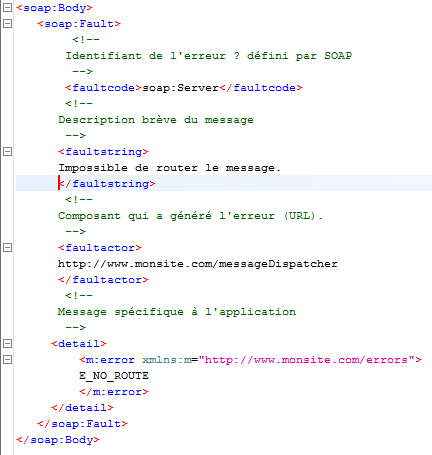 <soap:Body>
<soap:Fault>
<!--
Identifiant de l'erreur ? défini par SOAP
-->
<faultcode>soap:Server</faultcode>
<!--
Description brève du message
-->
<faultstring>
Impossible de router le message.
</faultstring>
<!--
Composant qui a généré l'erreur (URL).
-->
<faultactor>
http://www.monsite.com/messageDispatcher
</faultactor>
<!--
Message spécifique à l'application
-->
<detail>
<m:error xmlns:m="http://www.monsite.com/errors">
E_NO_ROUTE
</m:error>
</detail>
</soap:Fault>
</soap:Body>